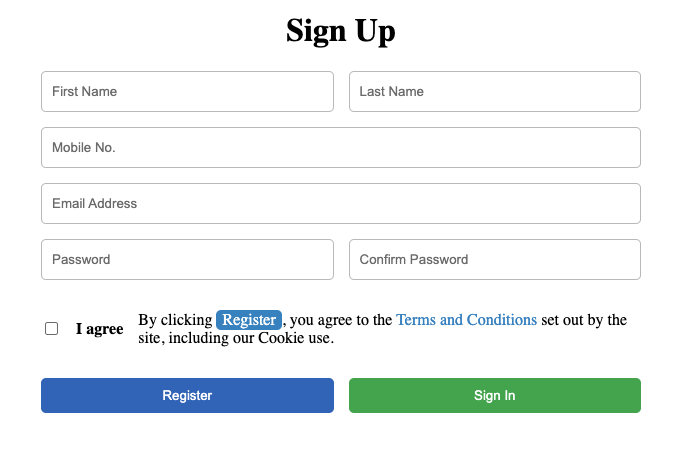 Sign Up
First Name
Last Name
Mobile No.
Email Address
Password
Confirm Password
I agree
By clicking Register, you agree to the Terms and Conditions set out by the
site, including our Cookie use.
Register
Sign In